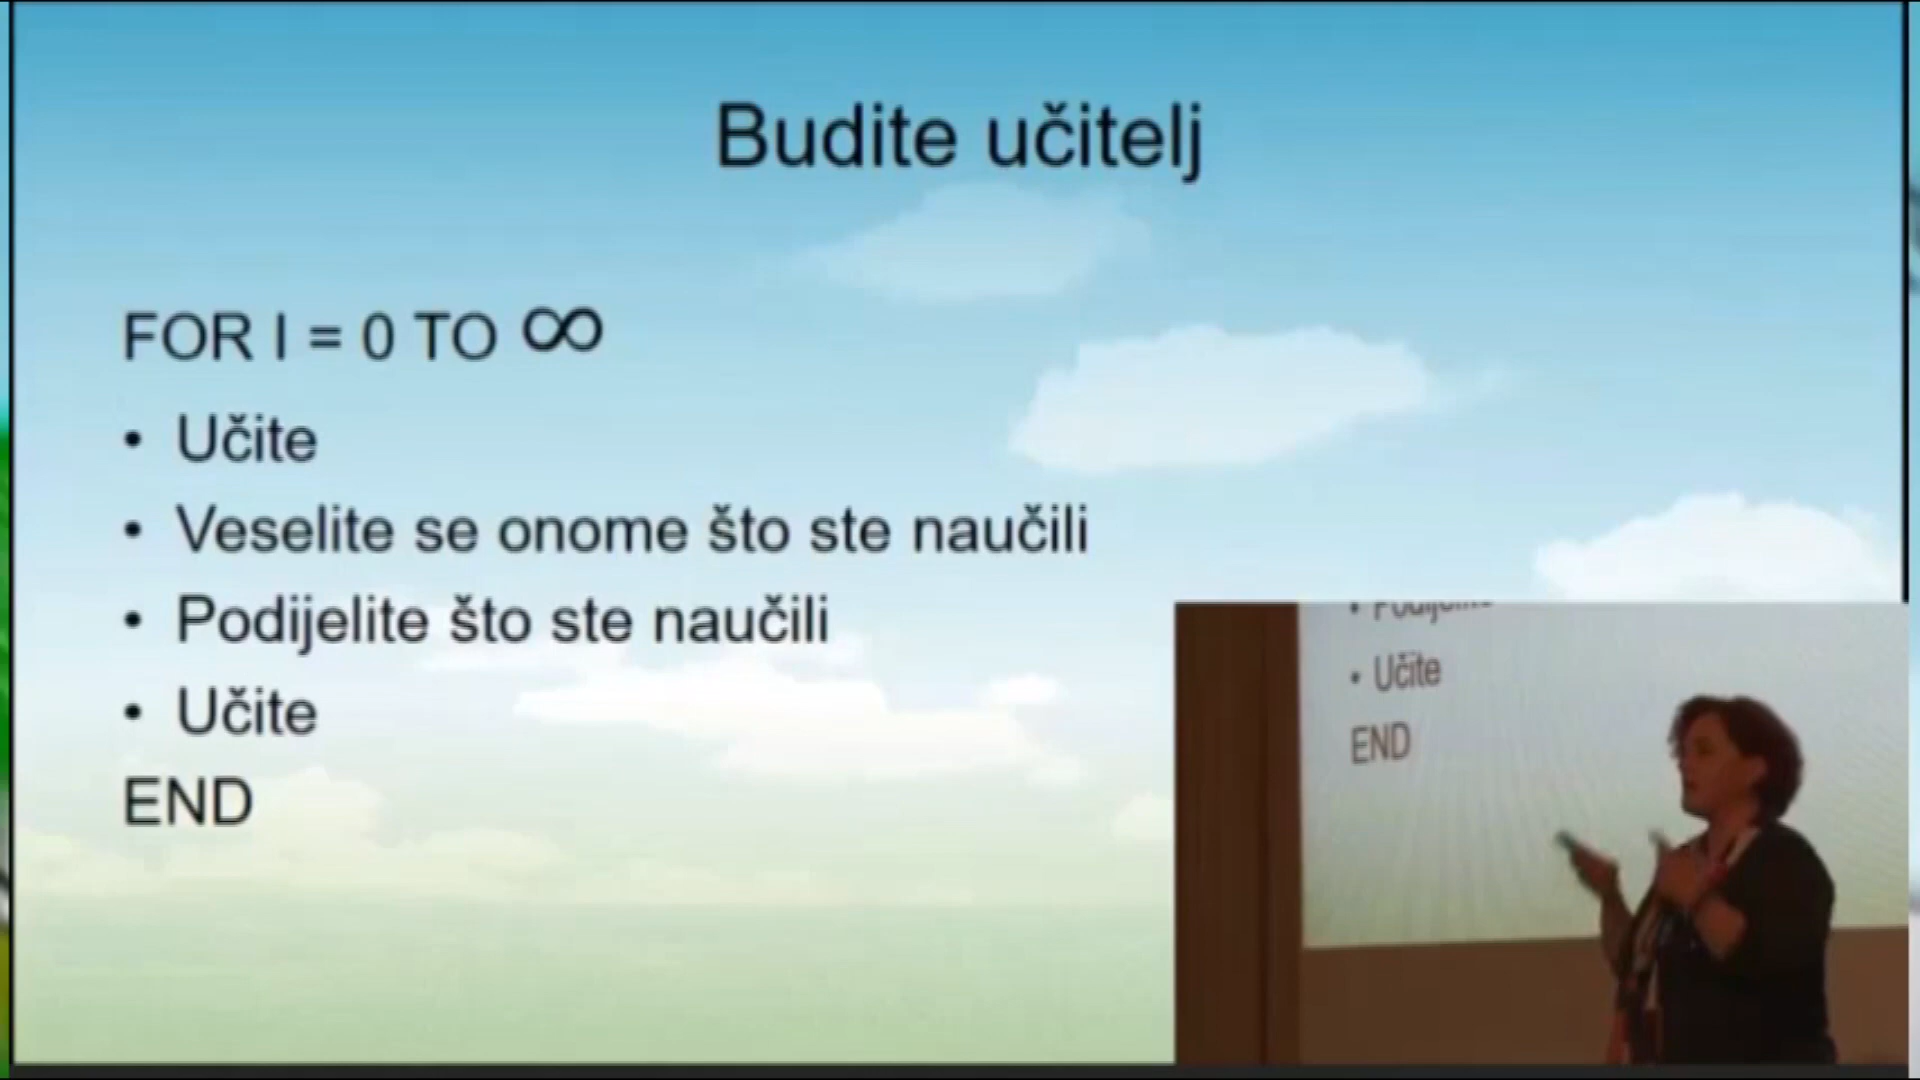 Budite učitelj
FOR I = 0 TO ∞
• Učite
• Veselite se onome što ste naučili
• Podijelite što ste naučili
• Učite
END
• Podijelite
• Učite
END